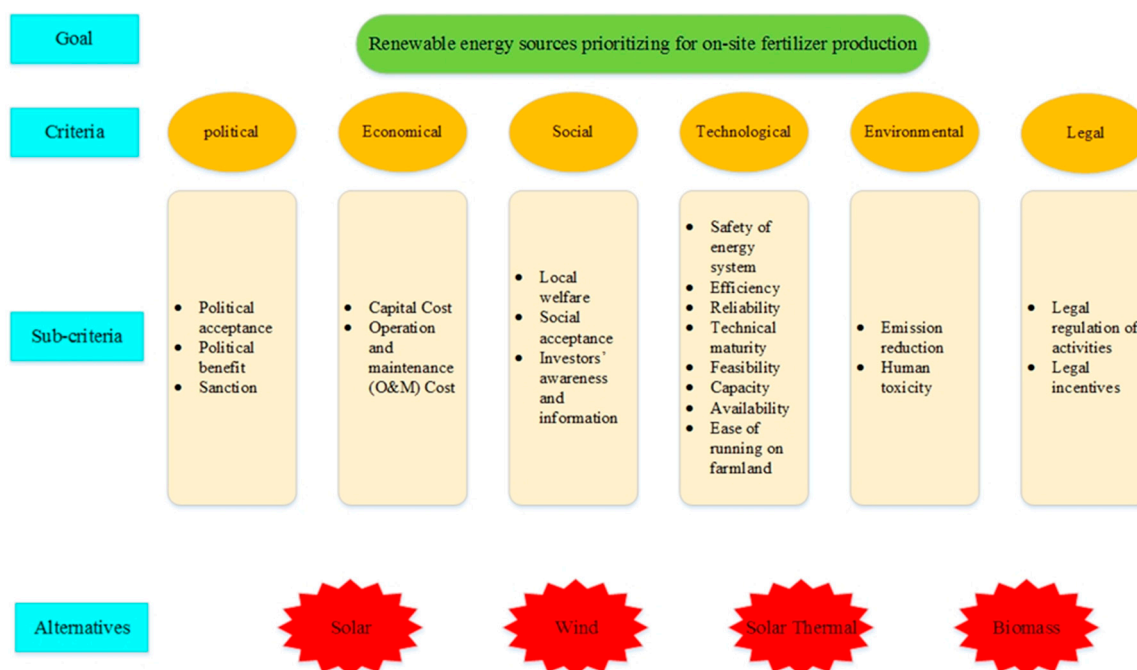 Goal
Renewable energy sources prioritizing for on-site fertilizer production
Criteria
political
Economical
Social
Technological
Environmental
Legal
Sub-criteria
• Political
acceptance
• Political
benefit
• Sanction
• Capital Cost
• Operation
and
maintenance
(O&M) Cost
• Local
welfare
• Social
acceptance
• Investors’
awareness and
information
• Safety of
energy
system
• Efficiency
• Reliability
• Technical
maturity
• Feasibility
• Capacity
• Availability
• Ease of
running on
farmland
• Emission
reduction
• Human
toxicity
• Legal
regulation of
activities
• Legal
incentives
Alternatives
Solar
Wind
Solar Thermal
Biomass